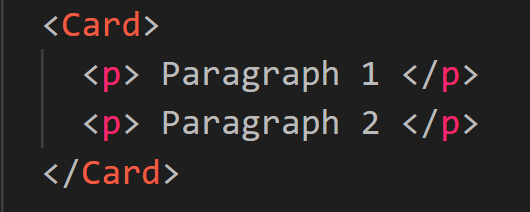 <Card>
<p> Paragraph 1 </p>
<p> Paragraph 2 </p>
</Card>